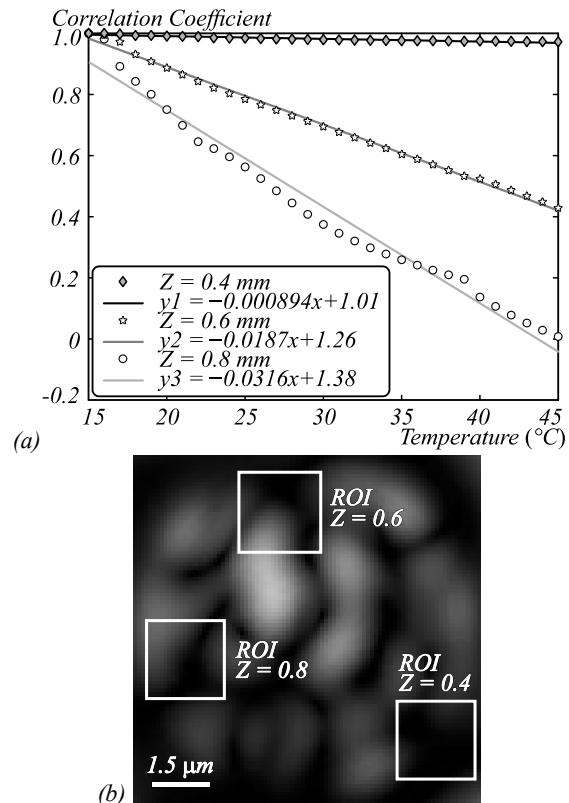 Correlation Coefficient
1.0
0.8
0.6
0.4
0.2
0
-0.2
Z = 0.4 mm
y1 = −0.000894x+1.01
Z = 0.6 mm
y2 = −0.0187x+1.26
Z = 0.8 mm
y3 = −0.0316x+1.38
15 20 25 30 35 40 45
Temperature (°C)
(a)
ROI
Z = 0.6
ROI
Z = 0.8
ROI
Z = 0.4
1.5 μm
(b)